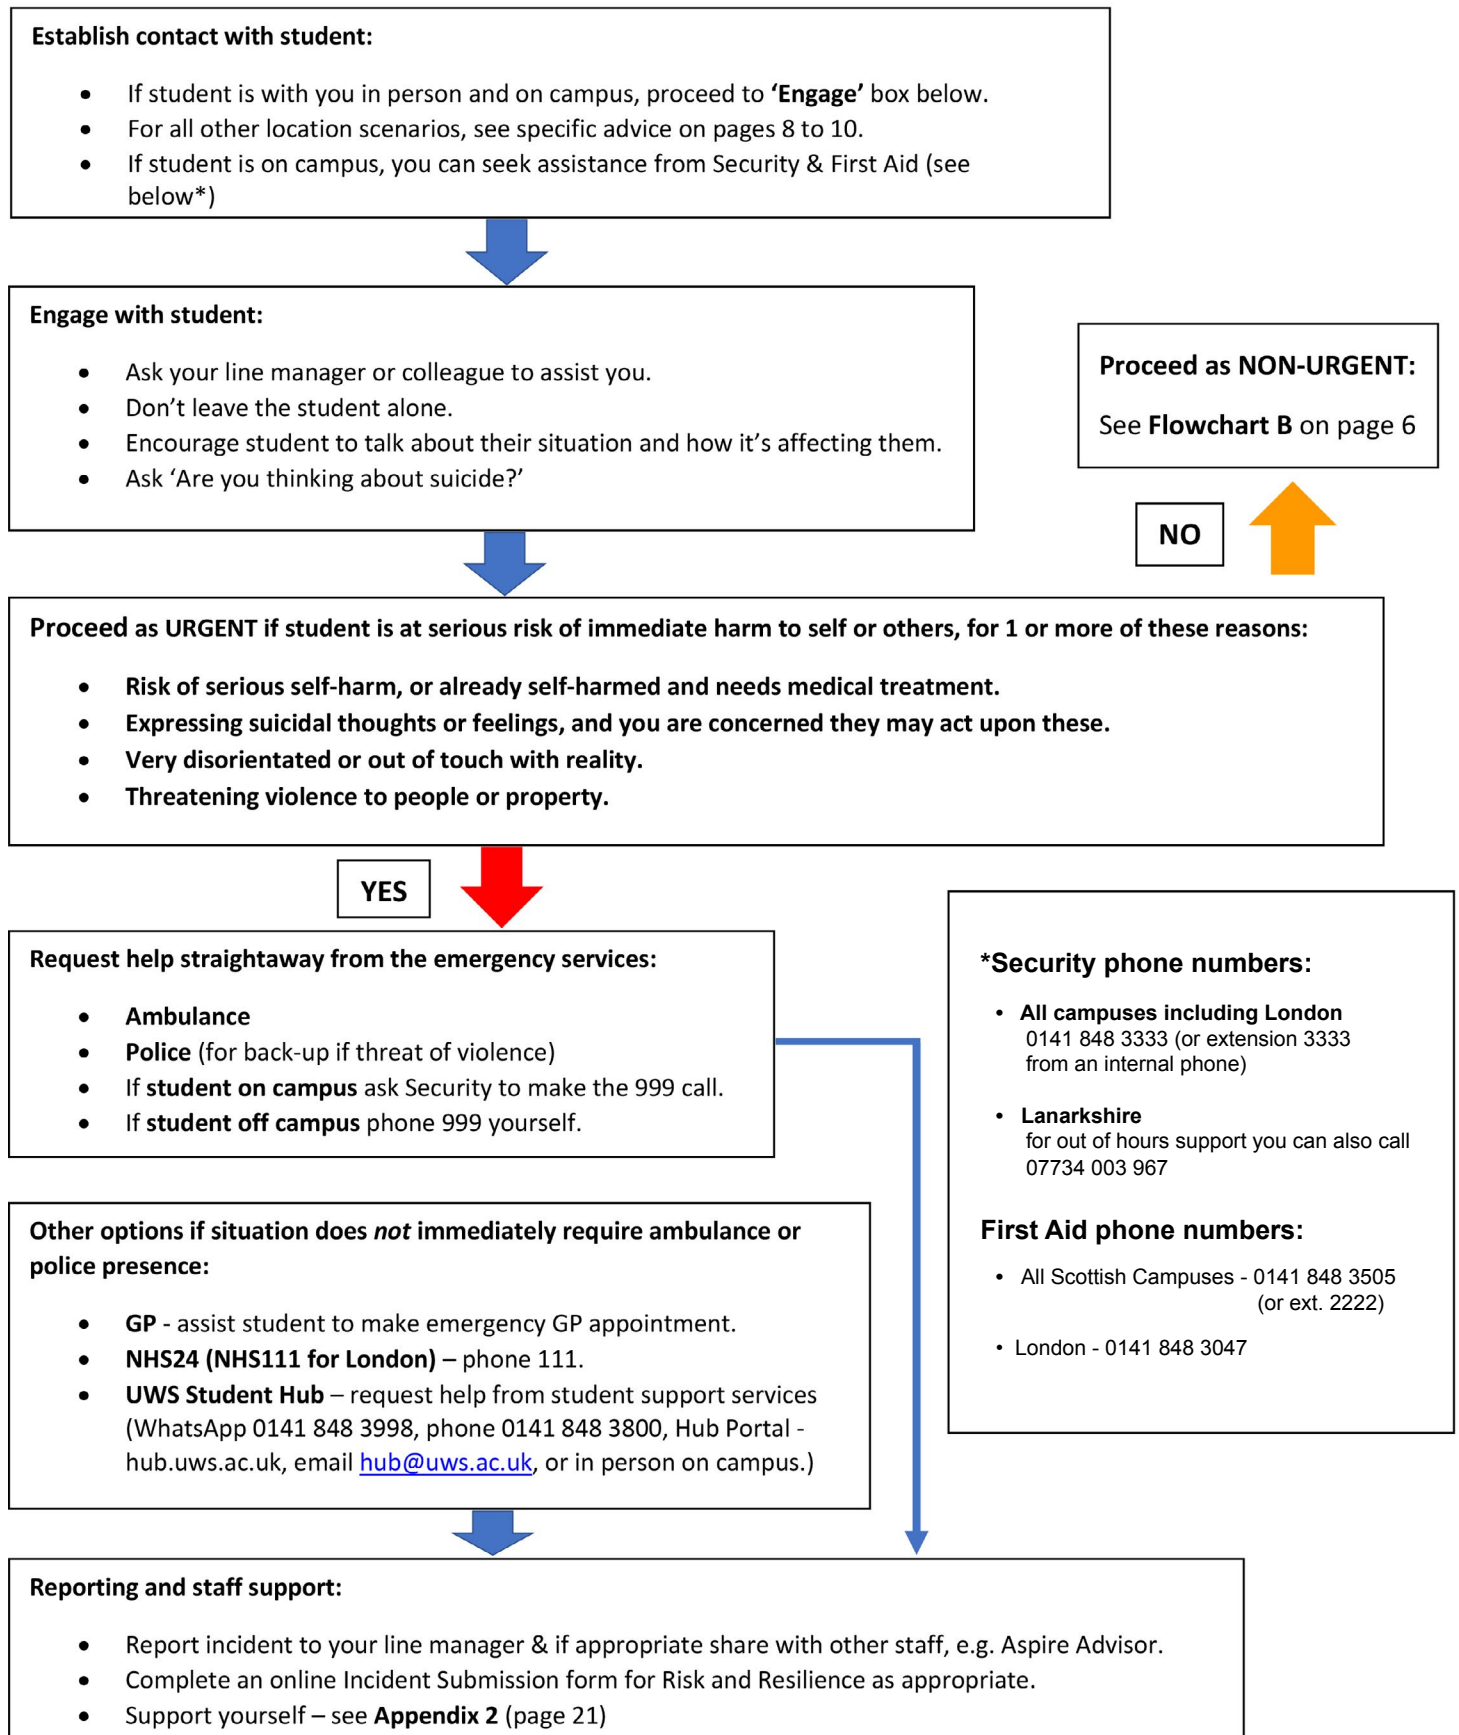 Establish contact with student:
• If student is with you in person and on campus, proceed to ‘Engage’ box below.
• For all other location scenarios, see specific advice on pages 8 to 10.
• If student is on campus, you can seek assistance from Security & First Aid (see
below*)
Engage with student:
• Ask your line manager or colleague to assist you.
• Don’t leave the student alone.
• Encourage student to talk about their situation and how it’s affecting them.
• Ask ‘Are you thinking about suicide?’
Proceed as NON-URGENT:
See Flowchart B on page 6
NO
Proceed as URGENT if student is at serious risk of immediate harm to self or others, for 1 or more of these reasons:
• Risk of serious self-harm, or already self-harmed and needs medical treatment.
• Expressing suicidal thoughts or feelings, and you are concerned they may act upon these.
• Very disorientated or out of touch with reality.
• Threatening violence to people or property.
YES
Request help straightaway from the emergency services:
• Ambulance
• Police (for back-up if threat of violence)
• If student on campus ask Security to make the 999 call.
• If student off campus phone 999 yourself.
*Security phone numbers:
• All campuses including London
0141 848 3333 (or extension 3333
from an internal phone)
• Lanarkshire
for out of hours support you can also call
07734 003 967
First Aid phone numbers:
• All Scottish Campuses - 0141 848 3505
(or ext. 2222)
• London - 0141 848 3047
Other options if situation does not immediately require ambulance or
police presence:
• GP - assist student to make emergency GP appointment.
• NHS24 (NHS111 for London) – phone 111.
• UWS Student Hub – request help from student support services
(WhatsApp 0141 848 3998, phone 0141 848 3800, Hub Portal -
hub.uws.ac.uk, email hub@uws.ac.uk, or in person on campus.)
Reporting and staff support:
• Report incident to your line manager & if appropriate share with other staff, e.g. Aspire Advisor.
• Complete an online Incident Submission form for Risk and Resilience as appropriate.
• Support yourself – see Appendix 2 (page 21)